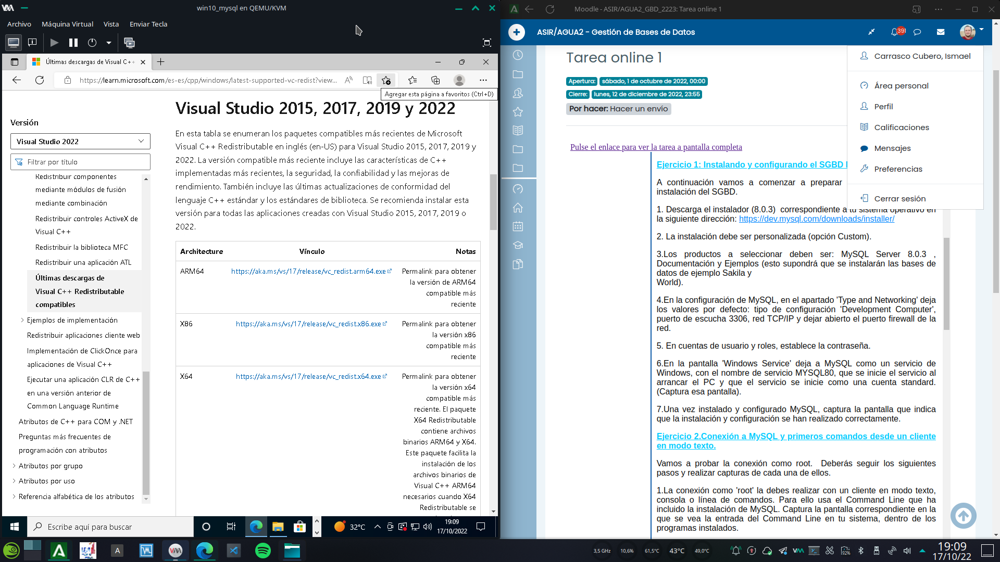 win10_mysql en QEMU/KVM
Archivo
Máquina Virtual
Vista
Enviar Tecla
Últimas descargas de Visual C++
https://learn.microsoft.com/es-es/cpp/windows/latest-supported-vc-redist?view...
Agregar esta página a favoritos (Ctrl+D)
Versión
Visual Studio 2022
Filtrar por título
Redistribuir componentes
mediante módulos de fusión
mediante combinación
Redistribuir controles ActiveX de
Visual C++
Redistribuir la biblioteca MFC
Redistribuir una aplicación ATL
Últimas descargas de
Visual C++ Redistributable
compatibles
Ejemplos de implementación
Redistribuir aplicaciones cliente web
Implementación de ClickOnce para
aplicaciones de Visual C++
Ejecutar una aplicación CLR de C++
en una versión anterior de
Common Language Runtime
Atributos de C++ para COM y .NET
Preguntas más frecuentes de
programación con atributos
Atributos por grupo
Atributos por uso
Referencia alfabética de los atributos
Visual Studio 2015, 2017, 2019 y 2022
En esta tabla se enumeran los paquetes compatibles más recientes de Microsoft
Visual C++ Redistributable en inglés (en-US) para Visual Studio 2015, 2017, 2019 y
2022. La versión compatible más reciente incluye las características de C++
implementadas más recientes, la seguridad, la confiabilidad y las mejoras de
rendimiento. También incluye las últimas actualizaciones de conformidad del
lenguaje C++ estándar y los estándares de biblioteca. Se recomienda instalar esta
versión para todas las aplicaciones creadas con Visual Studio 2015, 2017, 2019 o
2022.
Architecture Vínculo Notas
ARM64 https://aka.ms/vs/17/release/vc_redist.arm64.exe Permalink para obtener
la versión de ARM64
compatible más
reciente
X86 https://aka.ms/vs/17/release/vc_redist.x86.exe Permalink para obtener
la versión x86
compatible más
reciente
X64 https://aka.ms/vs/17/release/vc_redist.x64.exe Permalink para obtener
la versión x64
compatible más
reciente. El paquete
X64 Redistributable
contiene archivos
binarios ARM64 y X64.
Este paquete facilita la
instalación de los
archivos binarios de
Visual C++ ARM64
necesarios cuando X64
Redistributable se
Escribe aquí para buscar
32°C
19:09
17/10/2022
Moodle - ASIR/AGUA2_GBD_2223: Tarea online 1
ASIR/AGUA2 - Gestión de Bases de Datos
391
Tarea online 1
Apertura: sábado, 1 de octubre de 2022, 00:00
Cierre: lunes, 12 de diciembre de 2022, 23:55
Por hacer: Hacer un envío
Carrasco Cubero, Ismael
Área personal
Perfil
Calificaciones
Mensajes
Preferencias
Cerrar sesión
Pulse el enlace para ver la tarea a pantalla completa
Ejercicio 1: Instalando y configurando el SGBD
A continuación vamos a comenzar a preparar
instalación del SGBD.
1. Descarga el instalador (8.0.3) correspondiente a tu sistema operativo en
la siguiente dirección: https://dev.mysql.com/downloads/installer/
2. La instalación debe ser personalizada (opción Custom).
3.Los productos a seleccionar deben ser: MySQL Server 8.0.3 ,
Documentación y Ejemplos (esto supondrá que se instalarán las bases de
datos de ejemplo Sakila y
World).
4.En la configuración de MySQL, en el apartado 'Type and Networking' deja
los valores por defecto: tipo de configuración 'Development Computer',
puerto de escucha 3306, red TCP/IP y dejar abierto el puerto firewall de la
red.
5. En cuentas de usuario y roles, establece la contraseña.
6.En la pantalla 'Windows Service' deja a MySQL como un servicio de
Windows, con el nombre de servicio MYSQL80, que se inicie el servicio al
arrancar el PC y que el servicio se inicie como una cuenta standard.
(Captura esa pantalla).
7.Una vez instalado y configurado MySQL, captura la pantalla que indica
que la instalación y configuración se han realizado correctamente.
Ejercicio 2.Conexión a MySQL y primeros comandos desde un cliente
en modo texto.
Vamos a probar la conexión como root. Deberás seguir los siguientes
pasos y realizar capturas de cada una de ellos.
1.La conexión como 'root' la debes realizar con un cliente en modo texto,
consola o línea de comandos. Para ello usa el Command Line que ha
incluido la instalación de MySQL. Captura la pantalla correspondiente en la
que se vea la entrada del Command Line en tu sistema, dentro de los
programas instalados.
3,5 GHz
10,6%
61,5°C
43°C
49,0°C
92%
19:09
17/10/22